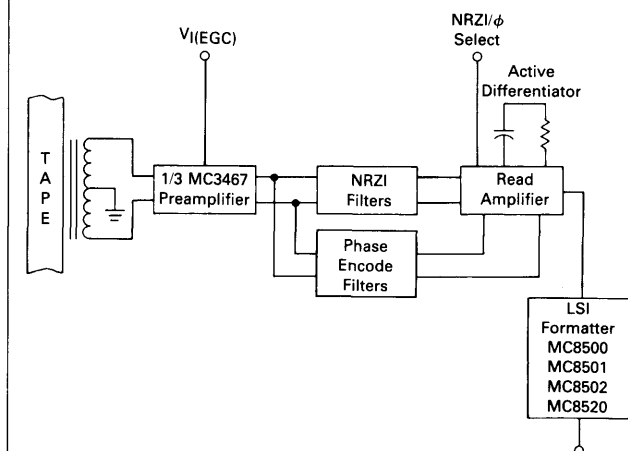 VI(EGC)
NRZI/ϕ
Select
Active
Differentiator
T
A
P
E
1/3 MC3467
Preamplifier
NRZI
Filters
Read
Amplifier
Phase
Encode
Filters
LSI
Formatter
MC8500
MC8501
MC8502
MC8520